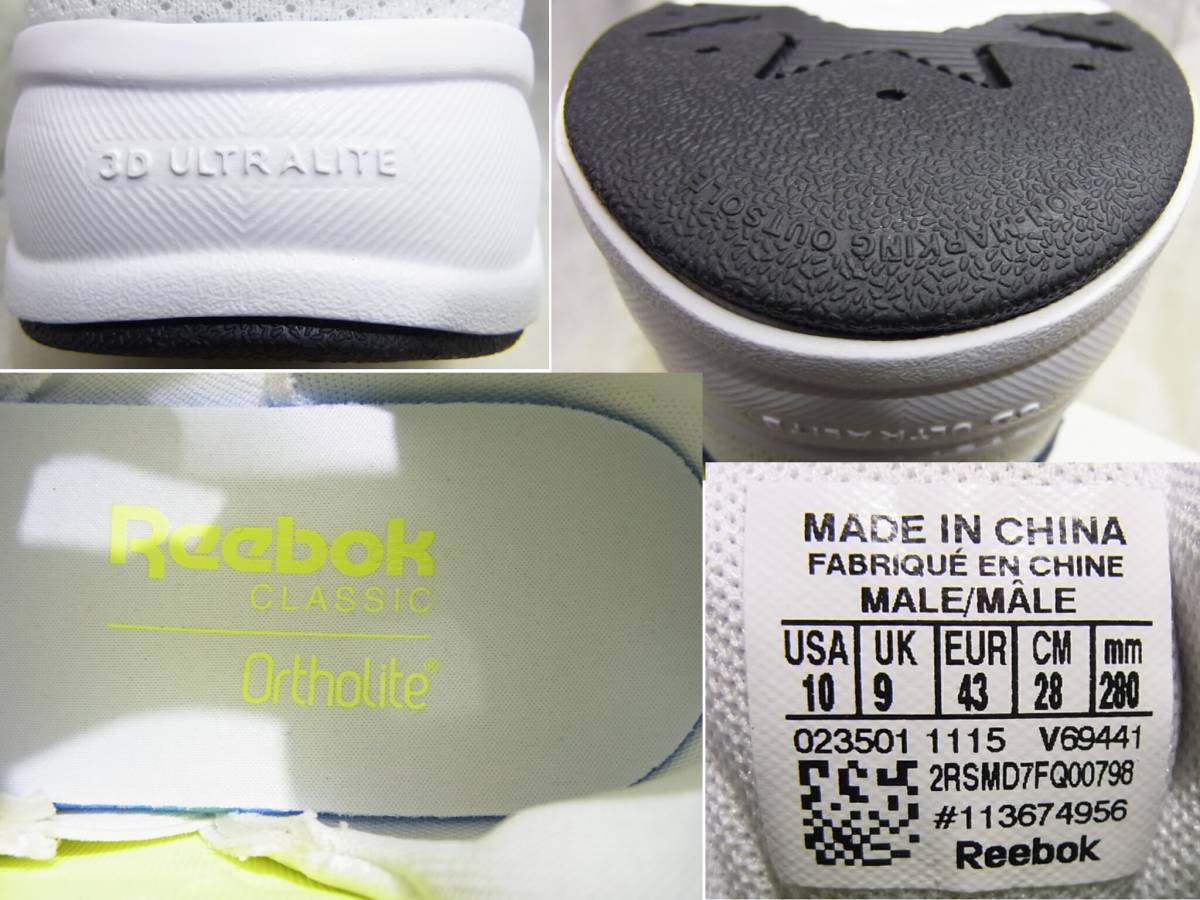 3D ULTRALITE
MARKING OUTSOLE
3D ULTRALITE
Reebok
CLASSIC
Ortholite®
MADE IN CHINA
FABRIQUÉ EN CHINE
MALE/MÂLE
USA UK EUR CM mm
10 9 43 28 280
023501 1115 V69441
2RSMD7FQ00798
#113674956
Reebok